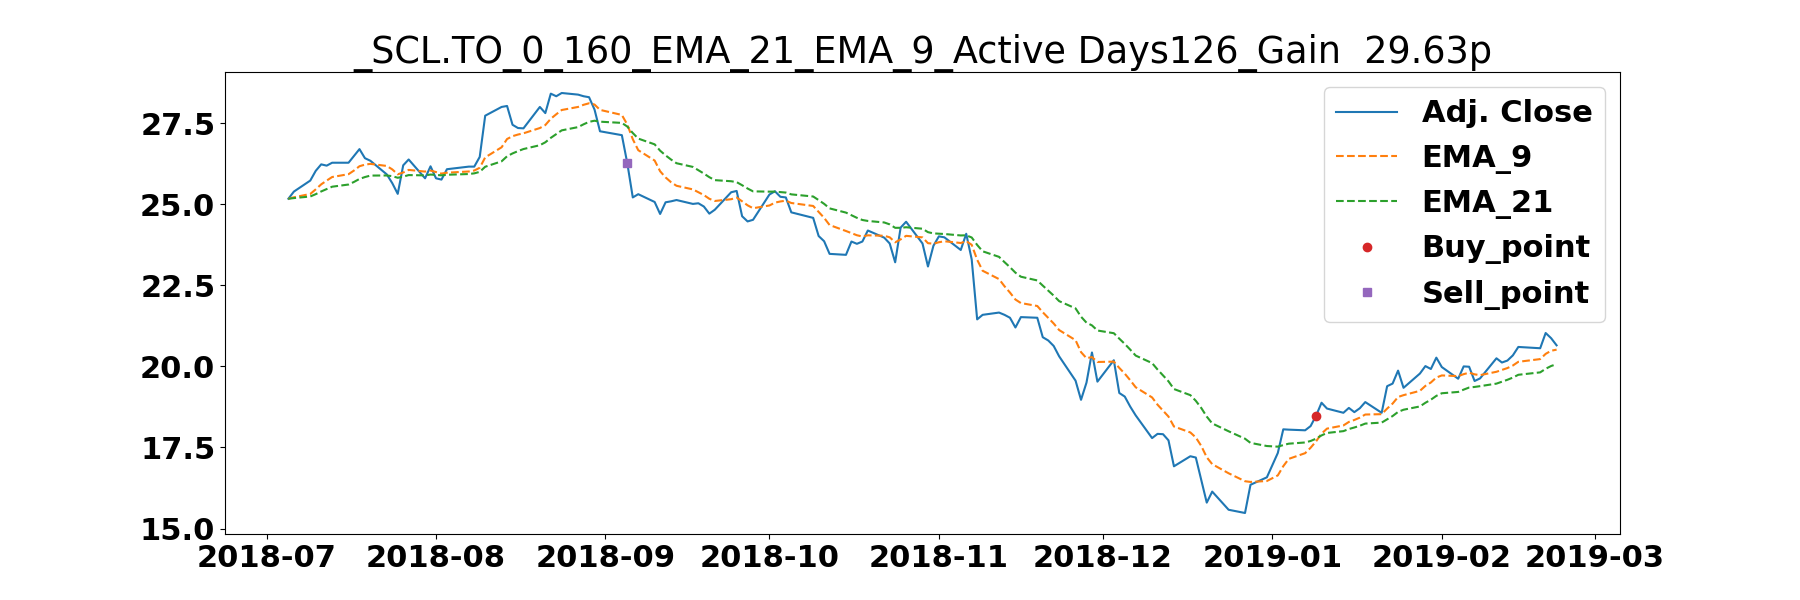 _SCL.TO_0_160_EMA_21_EMA_9_Active Days126_Gain  29.63p
27.5
25.0
22.5
20.0
17.5
15.0
2018-07 2018-08 2018-09 2018-10 2018-11 2018-12 2019-01 2019-02 2019-03
Adj. Close
EMA_9
EMA_21
Buy_point
Sell_point